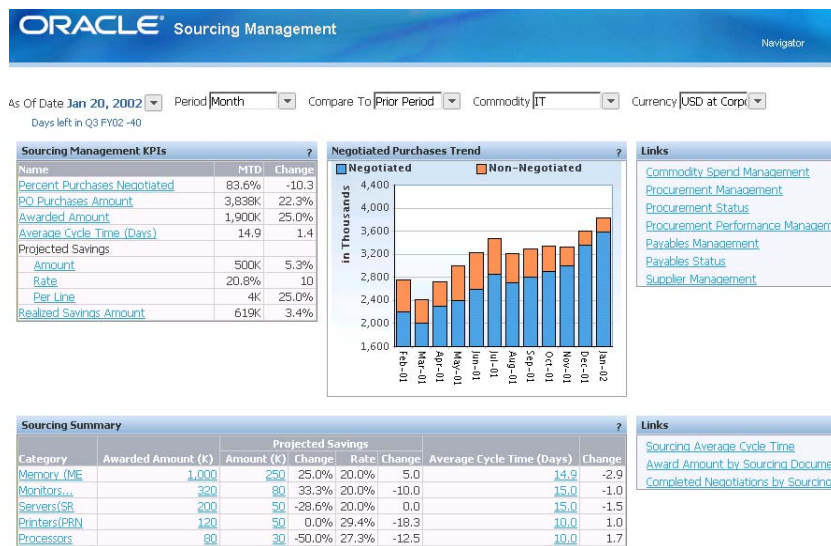 ORACLE Sourcing Management
Navigator
As Of Date Jan 20, 2002 Period Month Compare To Prior Period Commodity IT Currency USD at Corp
Days left in Q3 FY02 -40
Sourcing Management KPIs ?
Name MTD Change
Percent Purchases Negotiated 83.6% -10.3
PO Purchases Amount 3,838K 22.3%
Awarded Amount 1,900K 25.0%
Average Cycle Time (Days) 14.9 1.4
Projected Savings
Amount 500K 5.3%
Rate 20.8% 10
Per Line 4K 25.0%
Realized Savings Amount 619K 3.4%
Negotiated Purchases Trend ?
Negotiated Non-Negotiated
in Thousands
4,400
4,000
3,600
3,200
2,800
2,400
2,000
1,600
Feb-01 Mar-01 Apr-01 May-01 Jun-01 Jul-01 Aug-01 Sep-01 Oct-01 Nov-01 Dec-01 Jan-02
Links
Commodity Spend Management
Procurement Management
Procurement Status
Procurement Performance Managem
Payables Management
Payables Status
Supplier Management
Sourcing Summary ?
Projected Savings
Category Awarded Amount (K) Amount (K) Change Rate Change Average Cycle Time (Days) Change
Memory (ME 1,000 250 25.0% 20.0% 5.0 14.9 -2.9
Monitors... 320 80 33.3% 20.0% -10.0 15.0 -1.0
Servers(SR 200 50 -28.6% 20.0% 0.0 15.0 -1.5
Printers(PRN 120 50 0.0% 29.4% -18.3 10.0 1.0
Processors 80 30 -50.0% 27.3% -12.5 10.0 1.7
Links
Sourcing Average Cycle Time
Award Amount by Sourcing Docume
Completed Negotiations by Sourcing